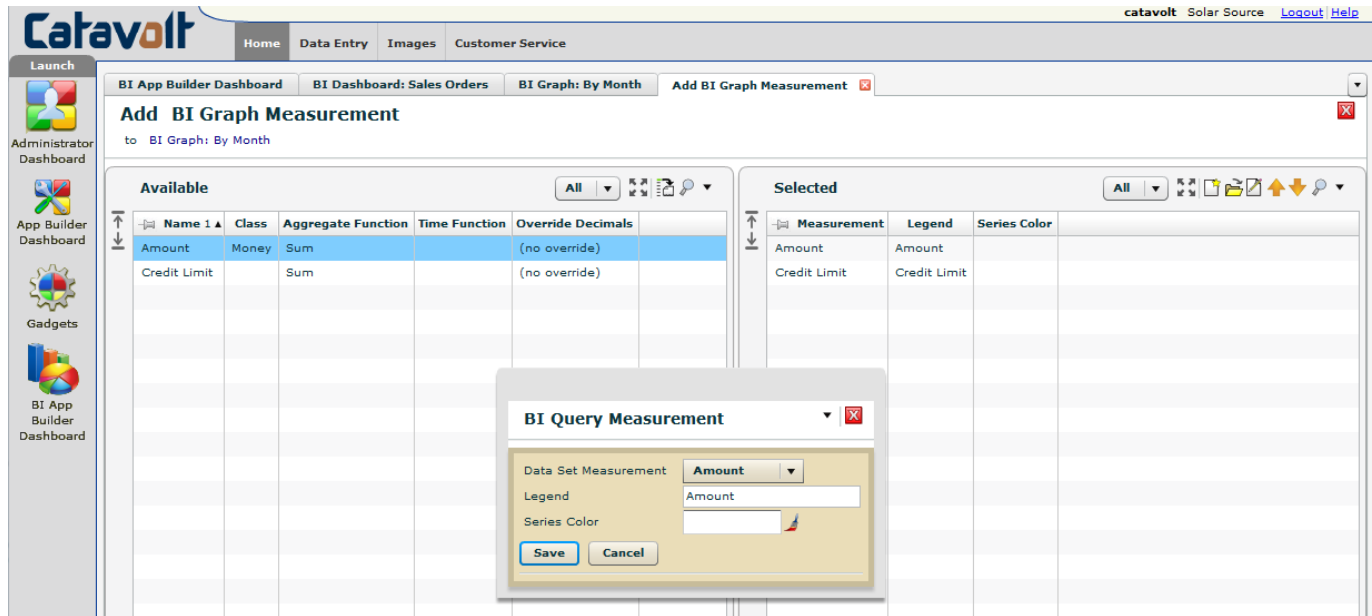 catavolt Solar Source Logout Help
Catavolt
Home Data Entry Images Customer Service
Launch
Administrator
Dashboard
App Builder
Dashboard
Gadgets
BI App
Builder
Dashboard
BI App Builder Dashboard BI Dashboard: Sales Orders BI Graph: By Month Add BI Graph Measurement
Add BI Graph Measurement
to BI Graph: By Month
Available All
Name 1 Class Aggregate Function Time Function Override Decimals
Amount Money Sum (no override)
Credit Limit Sum (no override)
Selected All
Measurement Legend Series Color
Amount Amount
Credit Limit Credit Limit
BI Query Measurement
Data Set Measurement Amount
Legend Amount
Series Color
Save Cancel